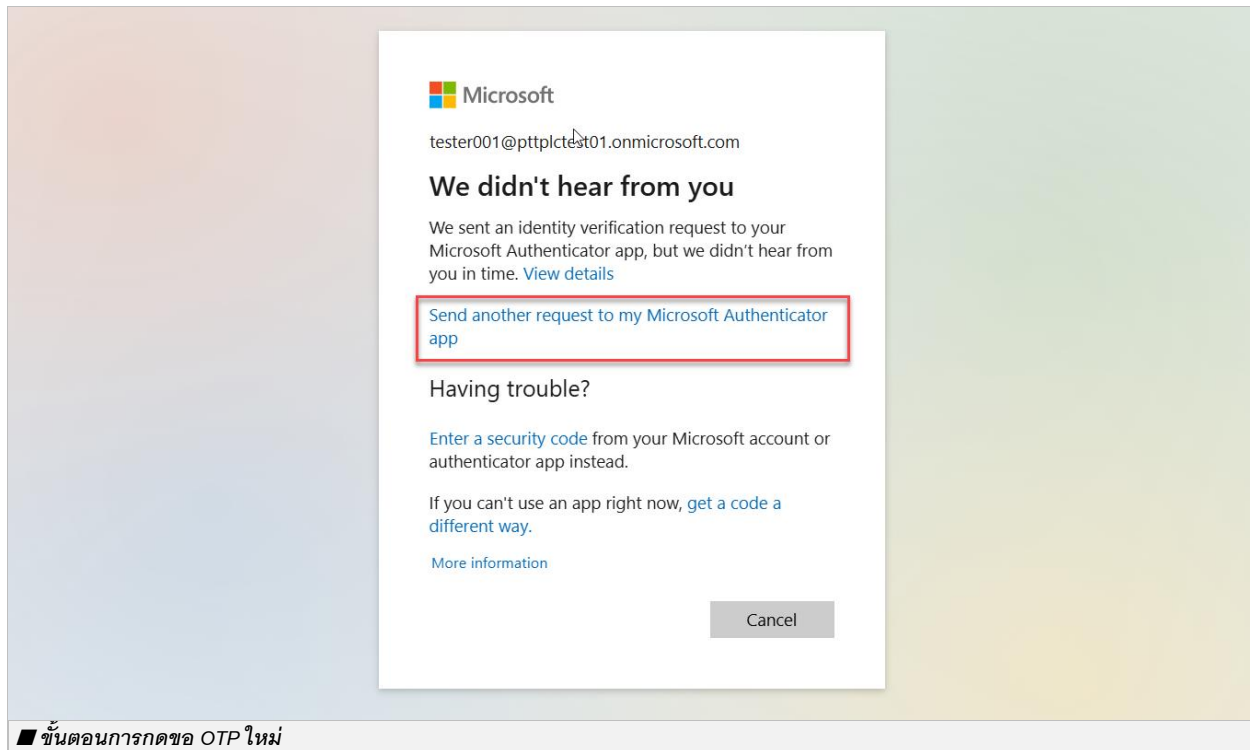 Microsoft
tester001@pttplctest01.onmicrosoft.com
We didn't hear from you
We sent an identity verification request to your
Microsoft Authenticator app, but we didn't hear from
you in time. View details
Send another request to my Microsoft Authenticator
app
Having trouble?
Enter a security code from your Microsoft account or
authenticator app instead.
If you can't use an app right now, get a code a
different way.
More information
Cancel
ขั้นตอนการกดขอ OTP ใหม่